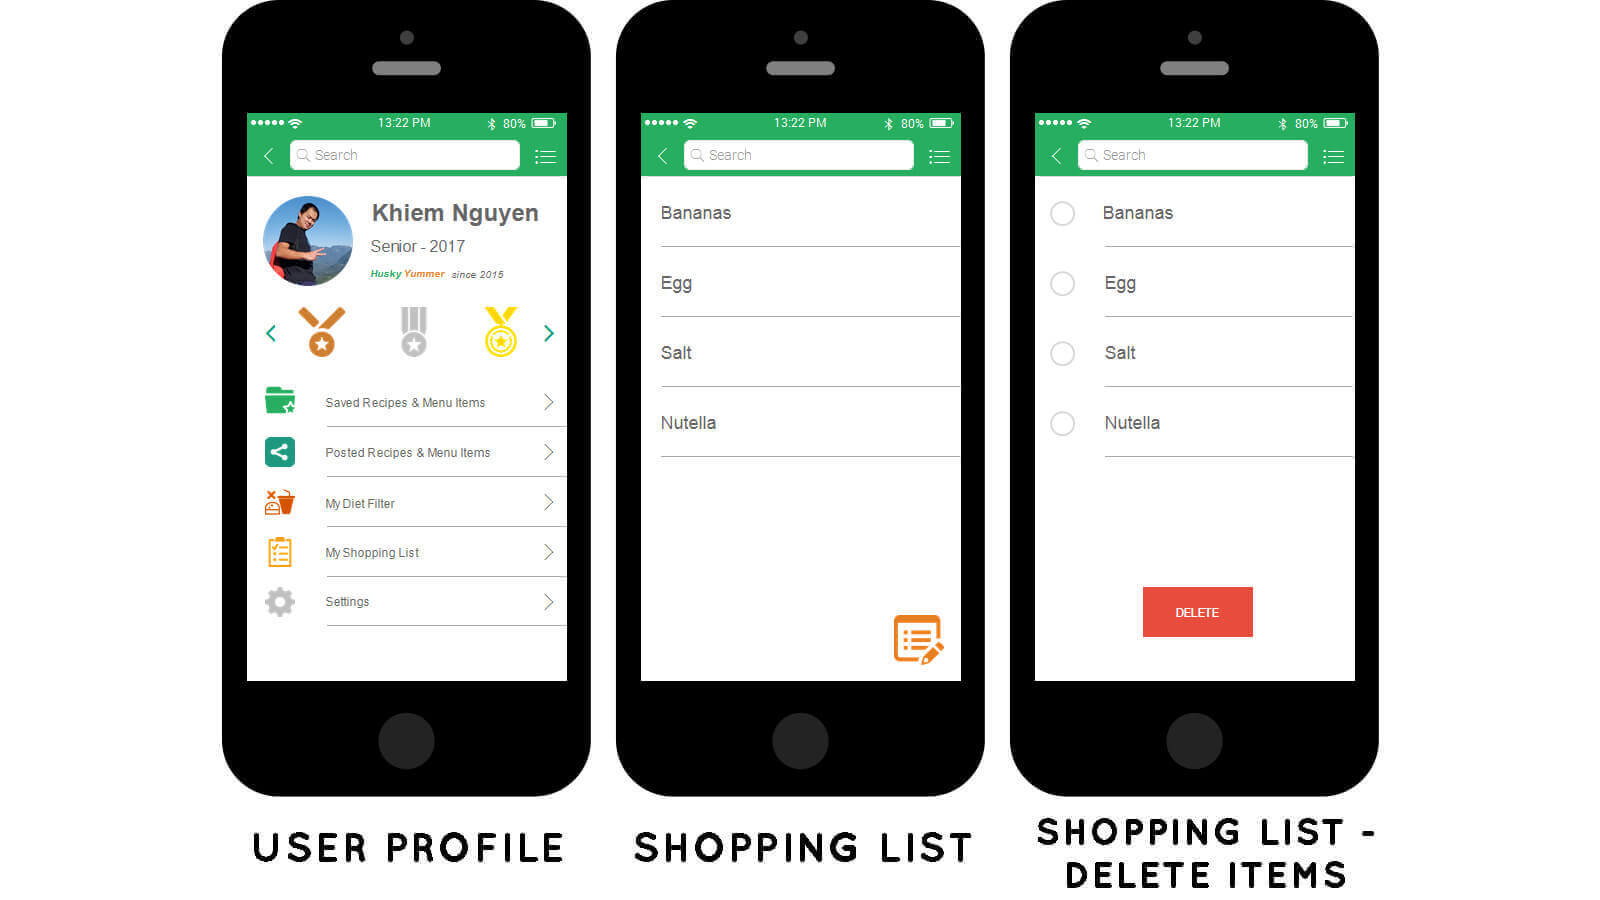 13:22 PM 80%
Search
Khiem Nguyen
Senior - 2017
Husky Yummer since 2015
Saved Recipes & Menu Items
Posted Recipes & Menu Items
My Diet Filter
My Shopping List
Settings
USER PROFILE
13:22 PM 80%
Search
Bananas
Egg
Salt
Nutella
SHOPPING LIST
13:22 PM 80%
Search
Bananas
Egg
Salt
Nutella
DELETE
SHOPPING LIST -
DELETE ITEMS